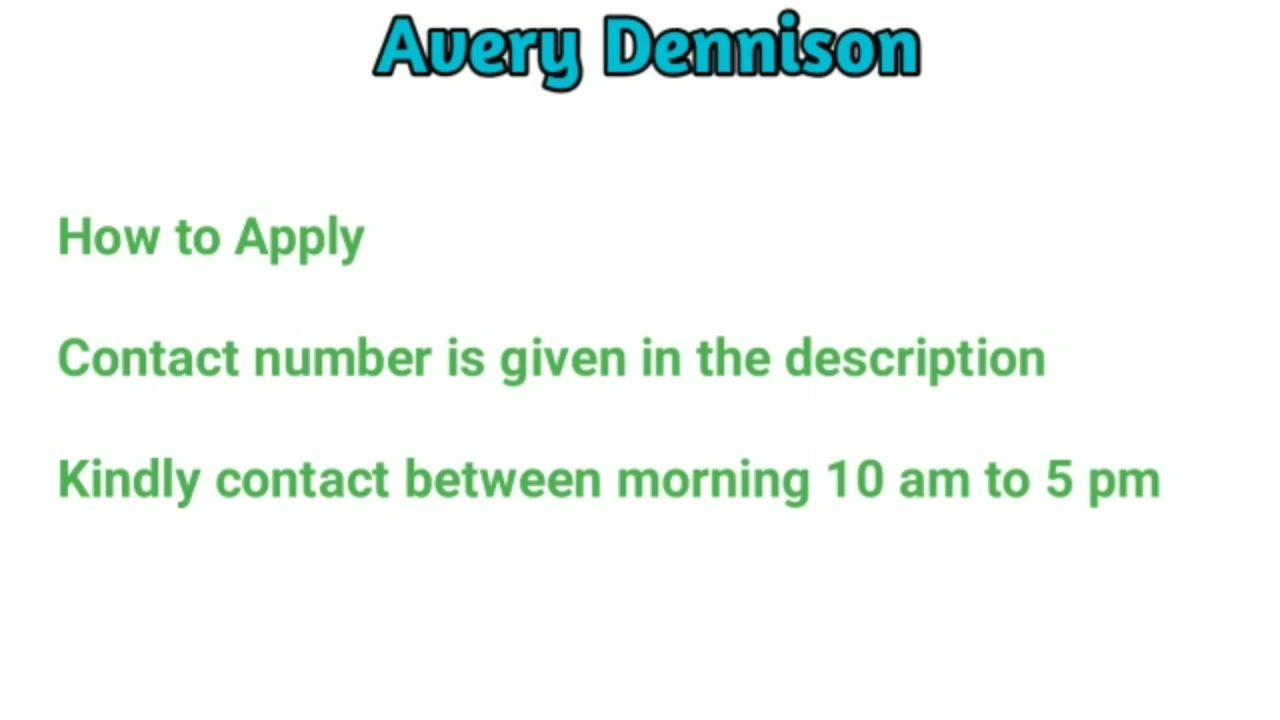 Avery Dennison
How to Apply
Contact number is given in the description
Kindly contact between morning 10 am to 5 pm